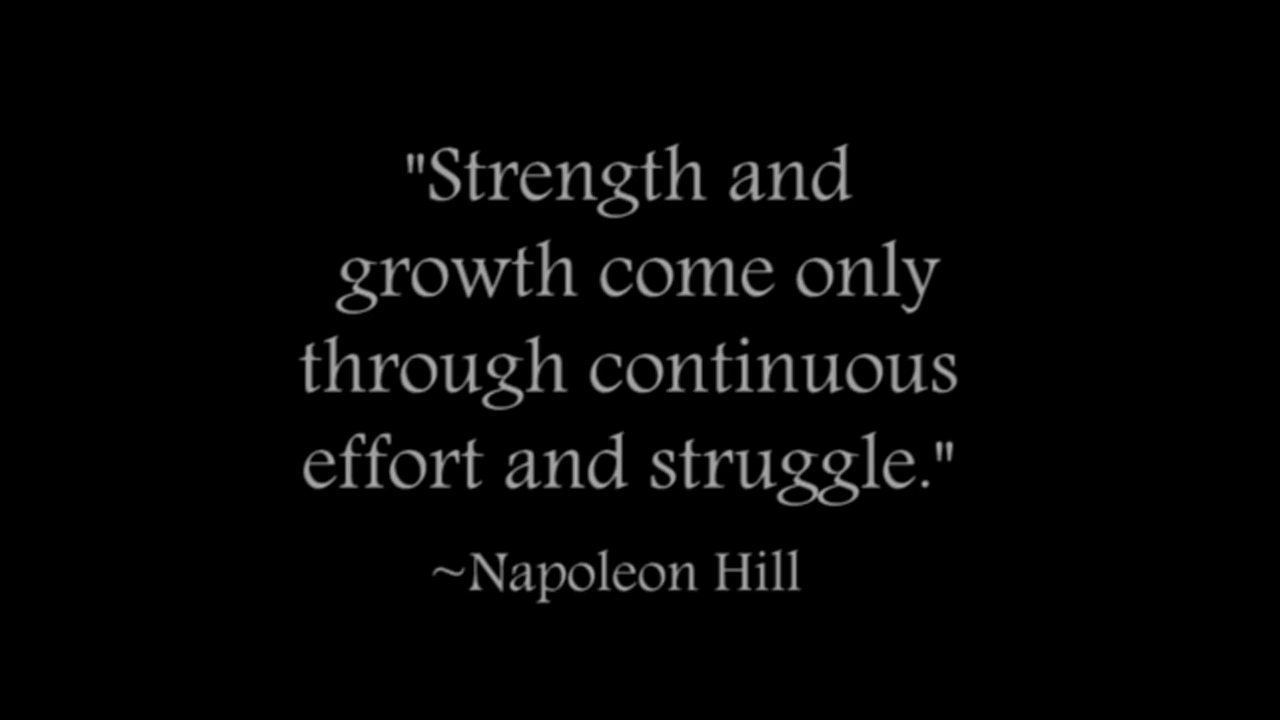 "Strength and
growth come only
through continuous
effort and struggle."
~Napoleon Hill